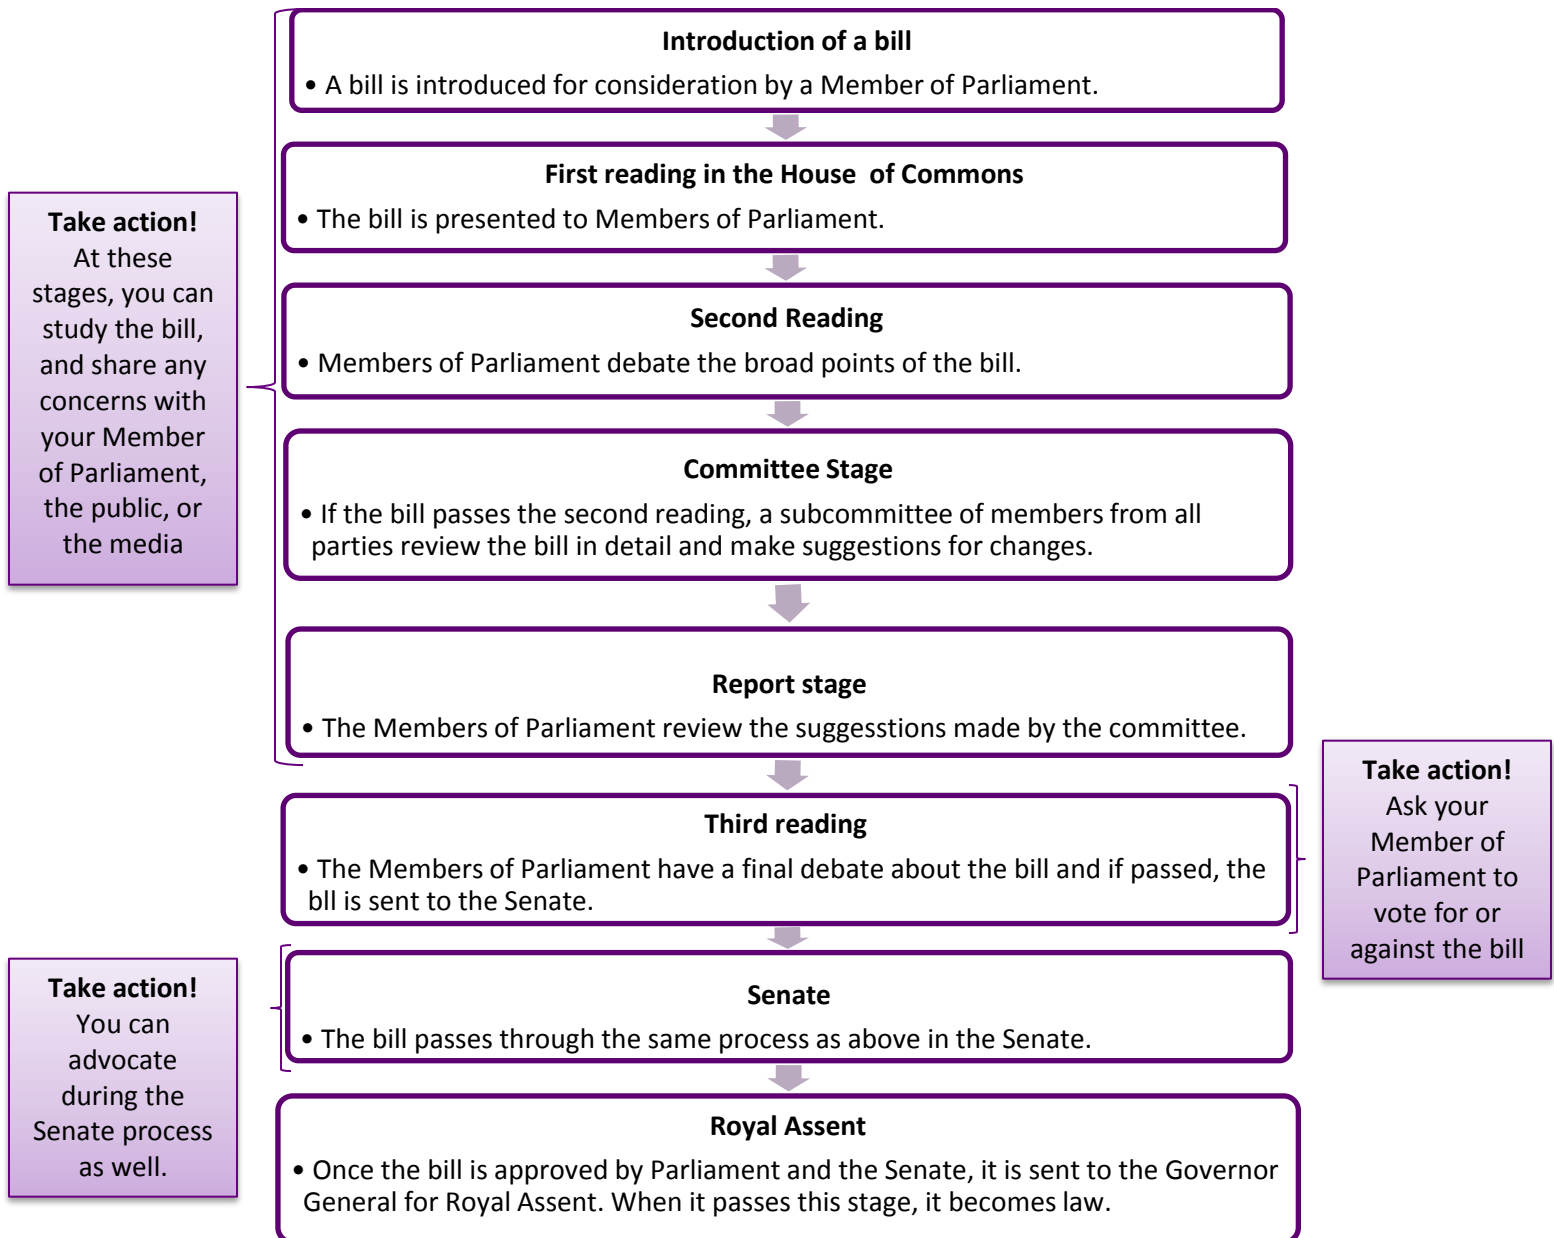 Introduction of a bill
• A bill is introduced for consideration by a Member of Parliament.
First reading in the House of Commons
• The bill is presented to Members of Parliament.
Take action!
At these
stages, you can
study the bill,
and share any
concerns with
your Member
of Parliament,
the public, or
the media
Second Reading
• Members of Parliament debate the broad points of the bill.
Committee Stage
• If the bill passes the second reading, a subcommittee of members from all
parties review the bill in detail and make suggestions for changes.
Report stage
• The Members of Parliament review the suggesstions made by the committee.
Third reading
• The Members of Parliament have a final debate about the bill and if passed, the
bll is sent to the Senate.
Take action!
Ask your
Member of
Parliament to
vote for or
against the bill
Senate
• The bill passes through the same process as above in the Senate.
Take action!
You can
advocate
during the
Senate process
as well.
Royal Assent
• Once the bill is approved by Parliament and the Senate, it is sent to the Governor
General for Royal Assent. When it passes this stage, it becomes law.